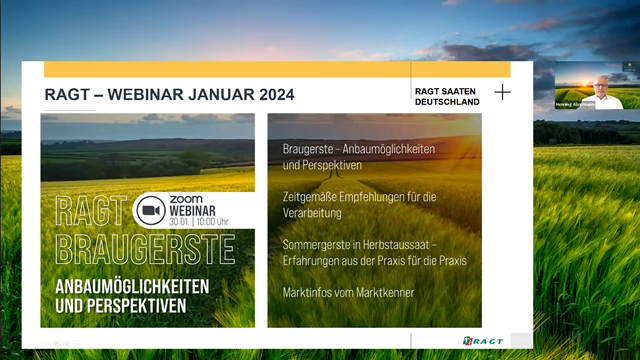 RAGT – WEBINAR JANUAR 2024
RAGT SAATEN
DEUTSCHLAND
RAGT
BRAUGERSTE
zoom
WEBINAR
30.01. | 10:00 Uhr
ANBAUMÖGLICHKEITEN
UND PERSPEKTIVEN
Braugerste – Anbaumöglichkeiten
und Perspektiven
Zeitgemäße Empfehlungen für die
Verarbeitung
Sommergerste in Herbstaussaat –
Erfahrungen aus der Praxis für die Praxis
Marktinfos vom Marktkenner
RAGT